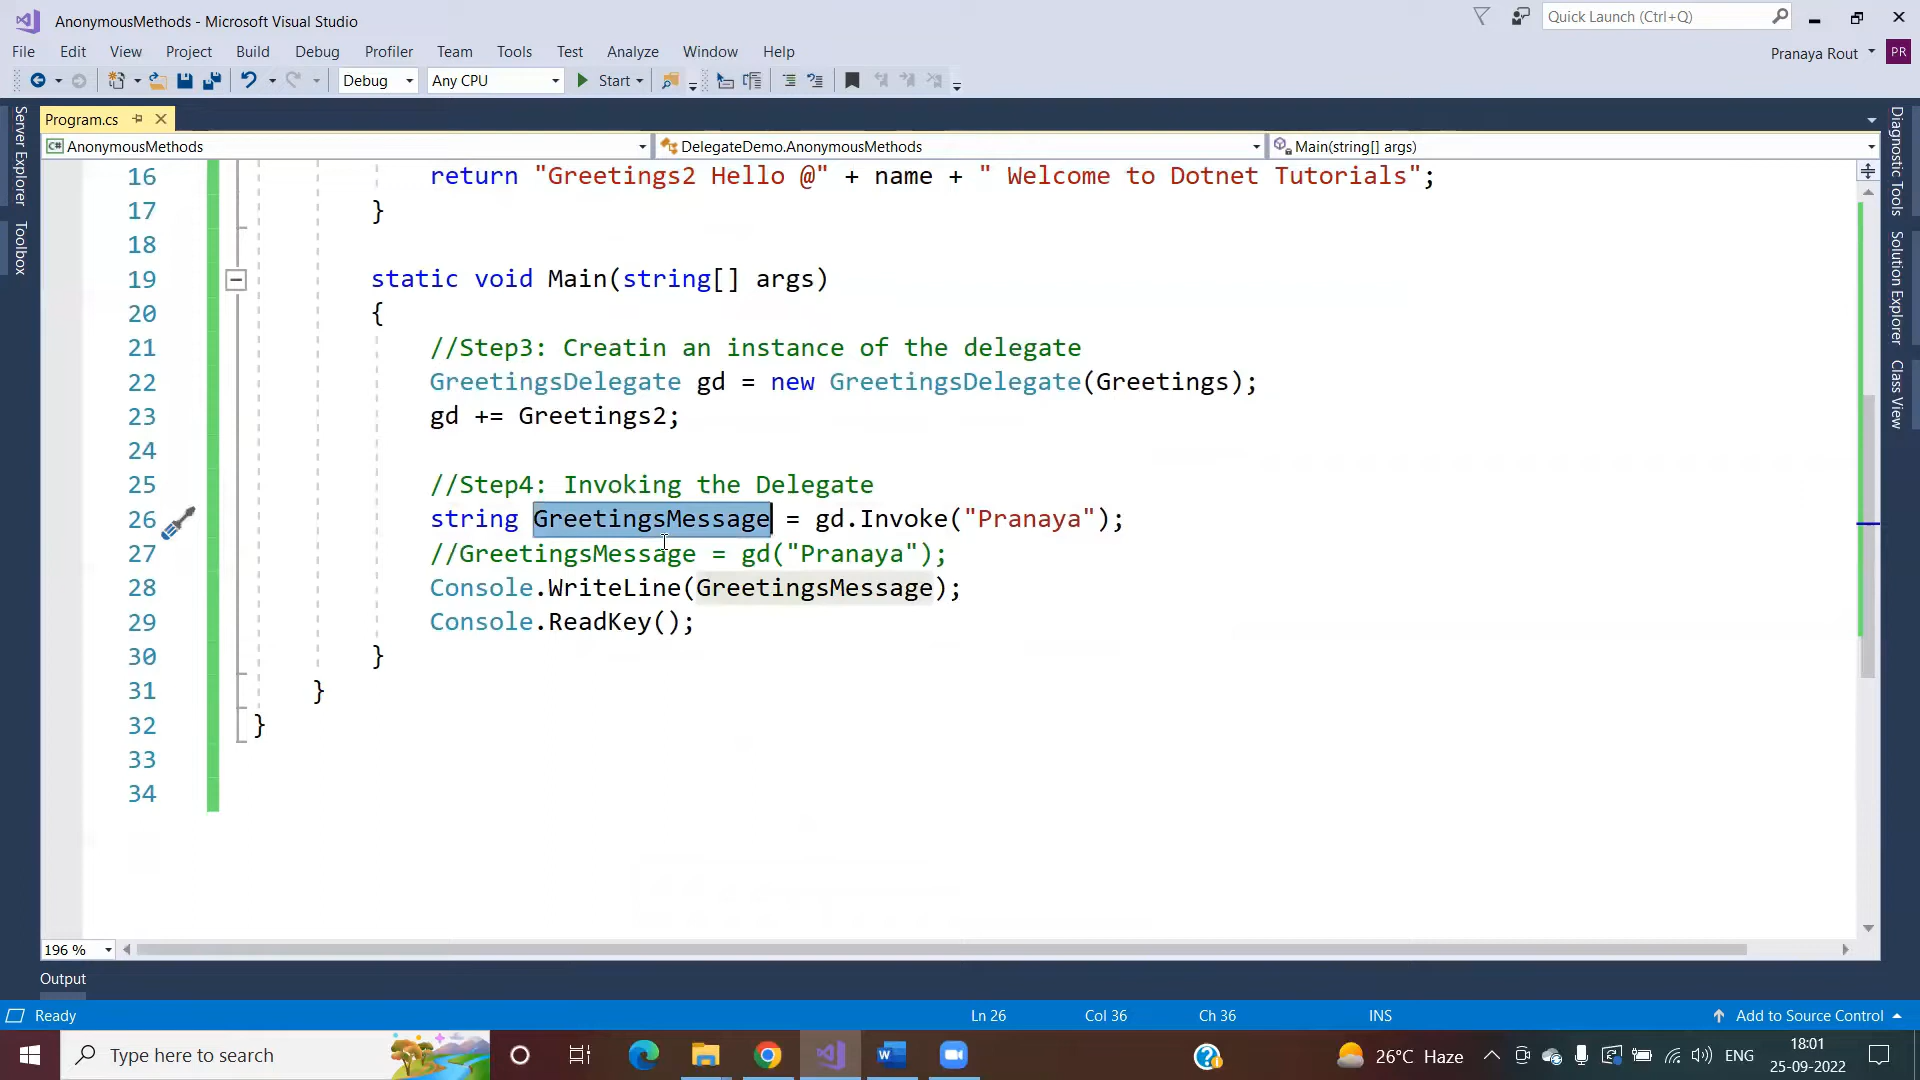 AnonymousMethods - Microsoft Visual Studio
Quick Launch (Ctrl+Q)
File Edit View Project Build Debug Profiler Team Tools Test Analyze Window Help
Pranaya Rout PR
Debug Any CPU Start
Program.cs
AnonymousMethods DelegateDemo.AnonymousMethods Main(string[] args)
Server Explorer
Toolbox
Diagnostic Tools
Solution Explorer
Class View
16 return "Greetings2 Hello @" + name + " Welcome to Dotnet Tutorials";
17 }
18
19 static void Main(string[] args)
20 {
21 //Step3: Creatin an instance of the delegate
22 GreetingsDelegate gd = new GreetingsDelegate(Greetings);
23 gd += Greetings2;
24
25 //Step4: Invoking the Delegate
26 string GreetingsMessage = gd.Invoke("Pranaya");
27 //GreetingsMessage = gd("Pranaya");
28 Console.WriteLine(GreetingsMessage);
29 Console.ReadKey();
30 }
31 }
32 }
33
34
196 %
Output
Ready Ln 26 Col 36 Ch 36 INS Add to Source Control
Type here to search
26°C Haze
ENG
18:01
25-09-2022